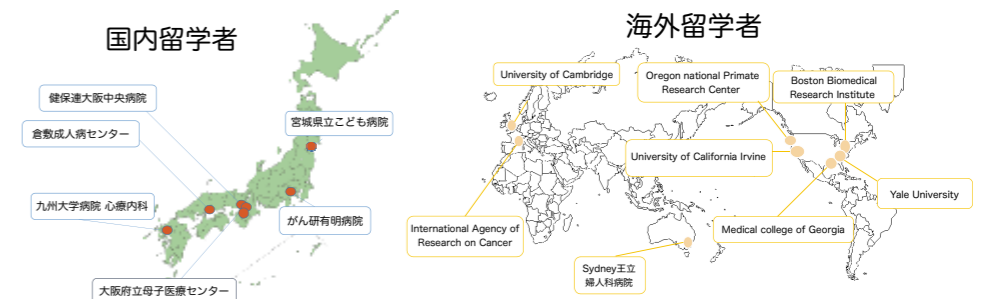 国内留学者
健保連大阪中央病院
倉敷成人病センター
宮城県立こども病院
九州大学病院 心療内科
がん研有明病院
大阪府立母子医療センター
海外留学者
University of Cambridge
Oregon national Primate
Research Center
Boston Biomedical
Research Institute
University of California Irvine
Yale University
International Agency of
Research on Cancer
Medical college of Georgia
Sydney王立
婦人科病院